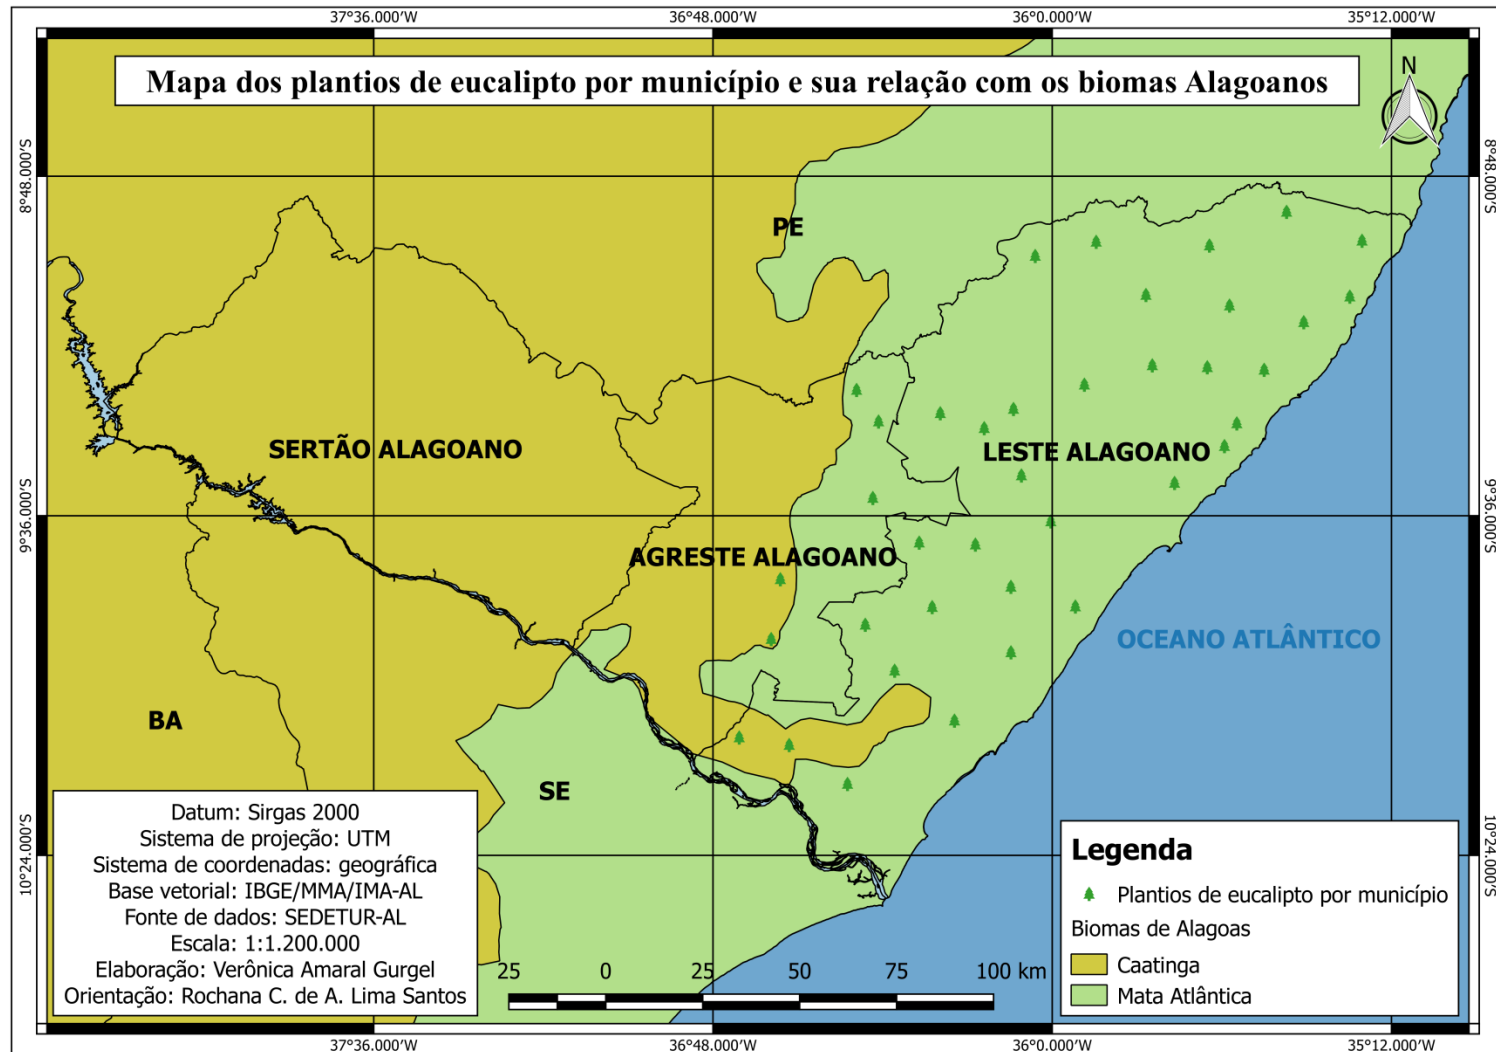 37°36.000'W 36°48.000'W 36°0.000'W 35°12.000'W
Mapa dos plantios de eucalipto por município e sua relação com os biomas Alagoanos
N
8°48.000'S 8°48.000'S
PE
SERTÃO ALAGOANO
LESTE ALAGOANO
9°36.000'S 9°36.000'S
AGRESTE ALAGOANO
OCEANO ATLÂNTICO
BA
SE
10°24.000'S 10°24.000'S
Datum: Sirgas 2000
Sistema de projeção: UTM
Sistema de coordenadas: geográfica
Base vetorial: IBGE/MMA/IMA-AL
Fonte de dados: SEDETUR-AL
Escala: 1:1.200.000
Elaboração: Verônica Amaral Gurgel
Orientação: Rochana C. de A. Lima Santos
25 0 25 50 75 100 km
Legenda
Plantios de eucalipto por município
Biomas de Alagoas
Caatinga
Mata Atlântica
37°36.000'W 36°48.000'W 36°0.000'W 35°12.000'W